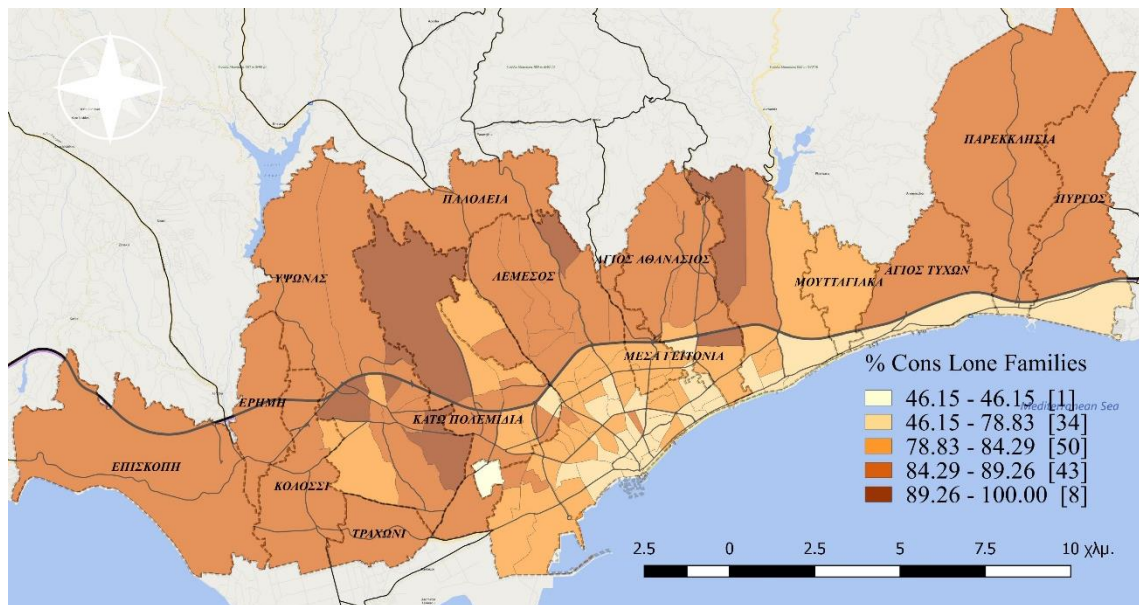 ΠΑΡΕΚΚΛΗΣΙΑ
ΠΑΛΟΔΕΙΑ
ΠΥΡΓΟΣ
ΥΨΩΝΑΣ
ΛΕΜΕΣΟΣ
ΑΓΙΟΣ ΑΘΑΝΑΣΙΟΣ
ΜΟΥΤΤΑΓΙΑΚΑ
ΑΓΙΟΣ ΤΥΧΩΝ
ΜΕΣΑ ΓΕΙΤΟΝΙΑ
ΕΡΗΜΗ
ΚΑΤΩ ΠΟΛΕΜΙΔΙΑ
ΕΠΙΣΚΟΠΗ
ΚΟΛΟΣΣΙ
ΤΡΑΧΩΝΙ
% Cons Lone Families
46.15 - 46.15 [1]
46.15 - 78.83 [34]
78.83 - 84.29 [50]
84.29 - 89.26 [43]
89.26 - 100.00 [8]
Mediterranean Sea
2.5 0 2.5 5 7.5 10 χλμ.